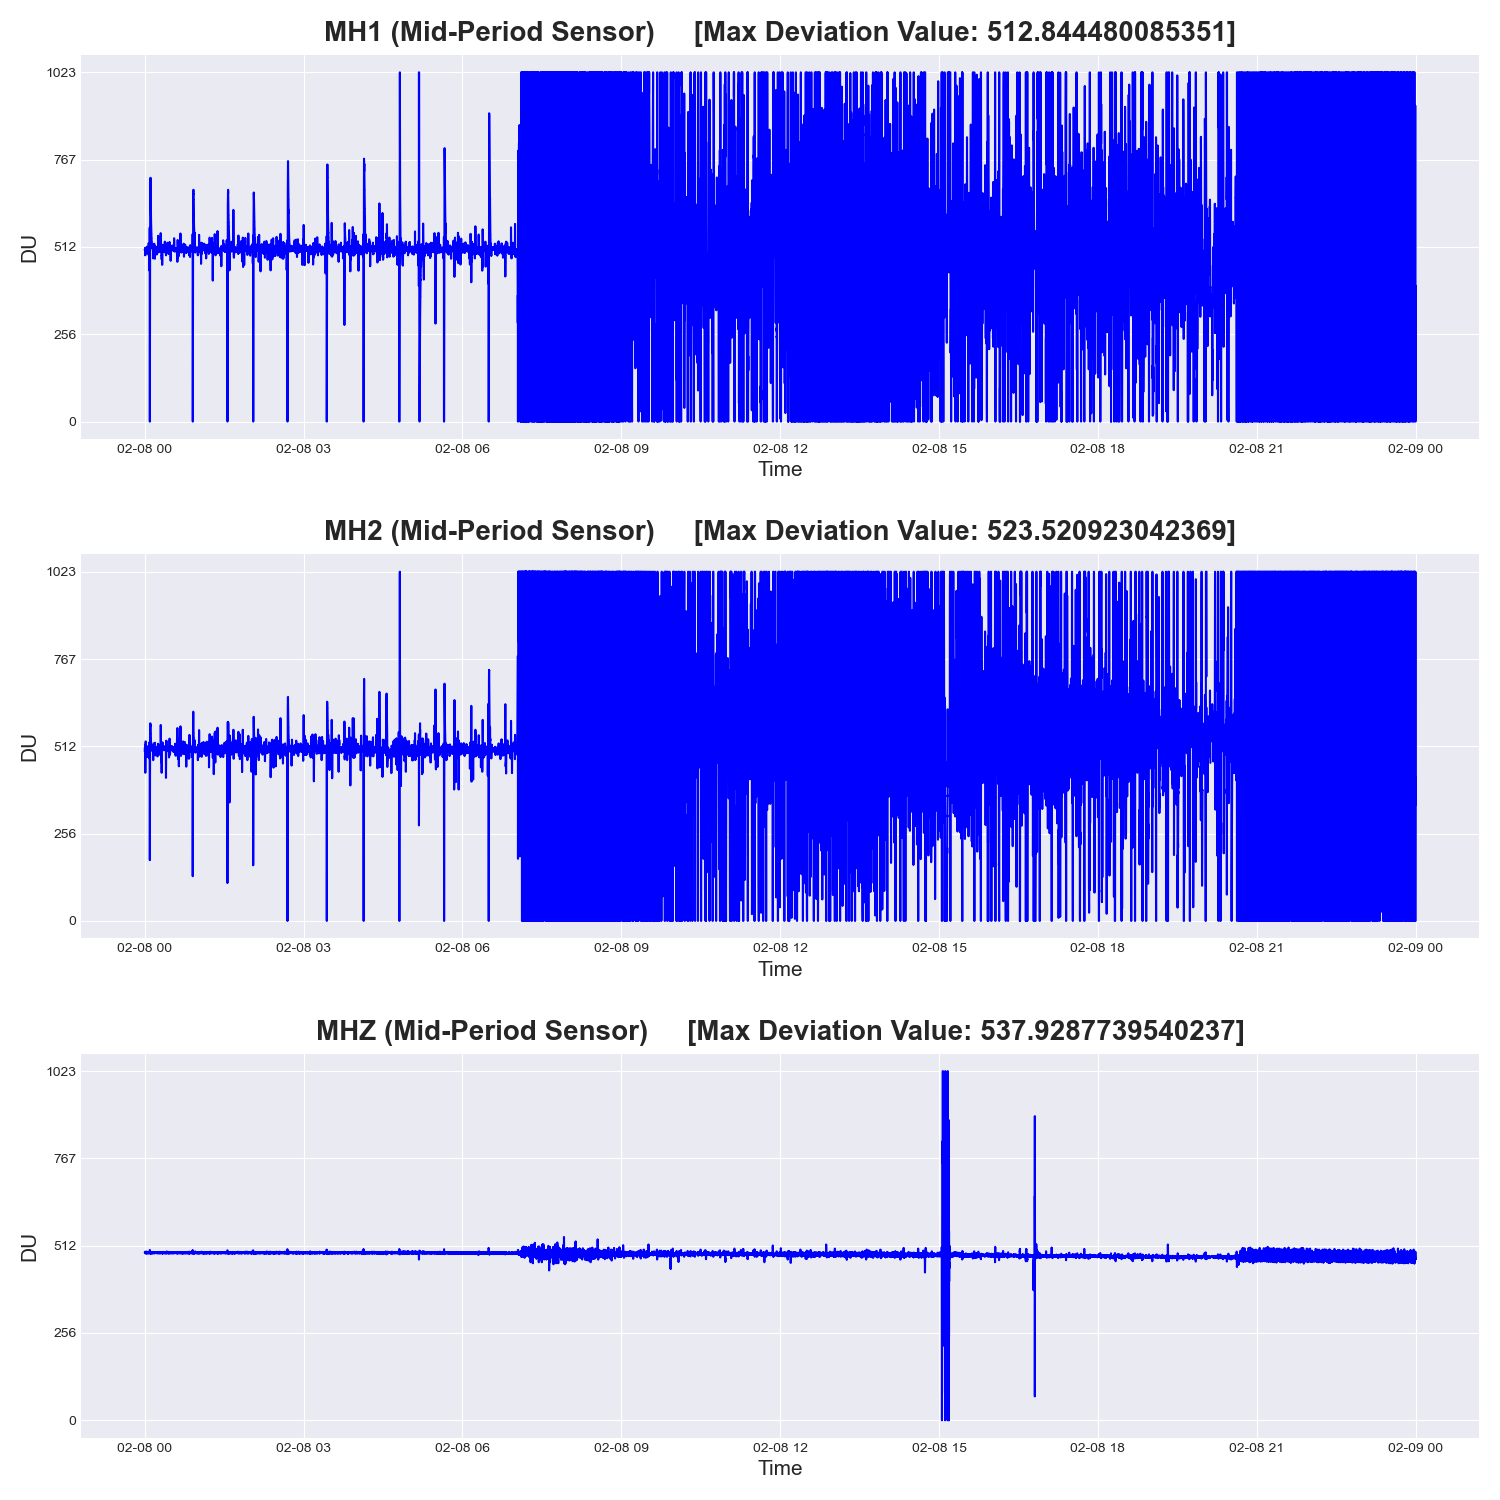 MH1 (Mid-Period Sensor) [Max Deviation Value: 512.844480085351]
1023
767
512
256
0
DU
02-08 00 02-08 03 02-08 06 02-08 09 02-08 12 02-08 15 02-08 18 02-08 21 02-09 00
Time
MH2 (Mid-Period Sensor) [Max Deviation Value: 523.520923042369]
1023
767
512
256
0
DU
02-08 00 02-08 03 02-08 06 02-08 09 02-08 12 02-08 15 02-08 18 02-08 21 02-09 00
Time
MHZ (Mid-Period Sensor) [Max Deviation Value: 537.9287739540237]
1023
767
512
256
0
DU
02-08 00 02-08 03 02-08 06 02-08 09 02-08 12 02-08 15 02-08 18 02-08 21 02-09 00
Time